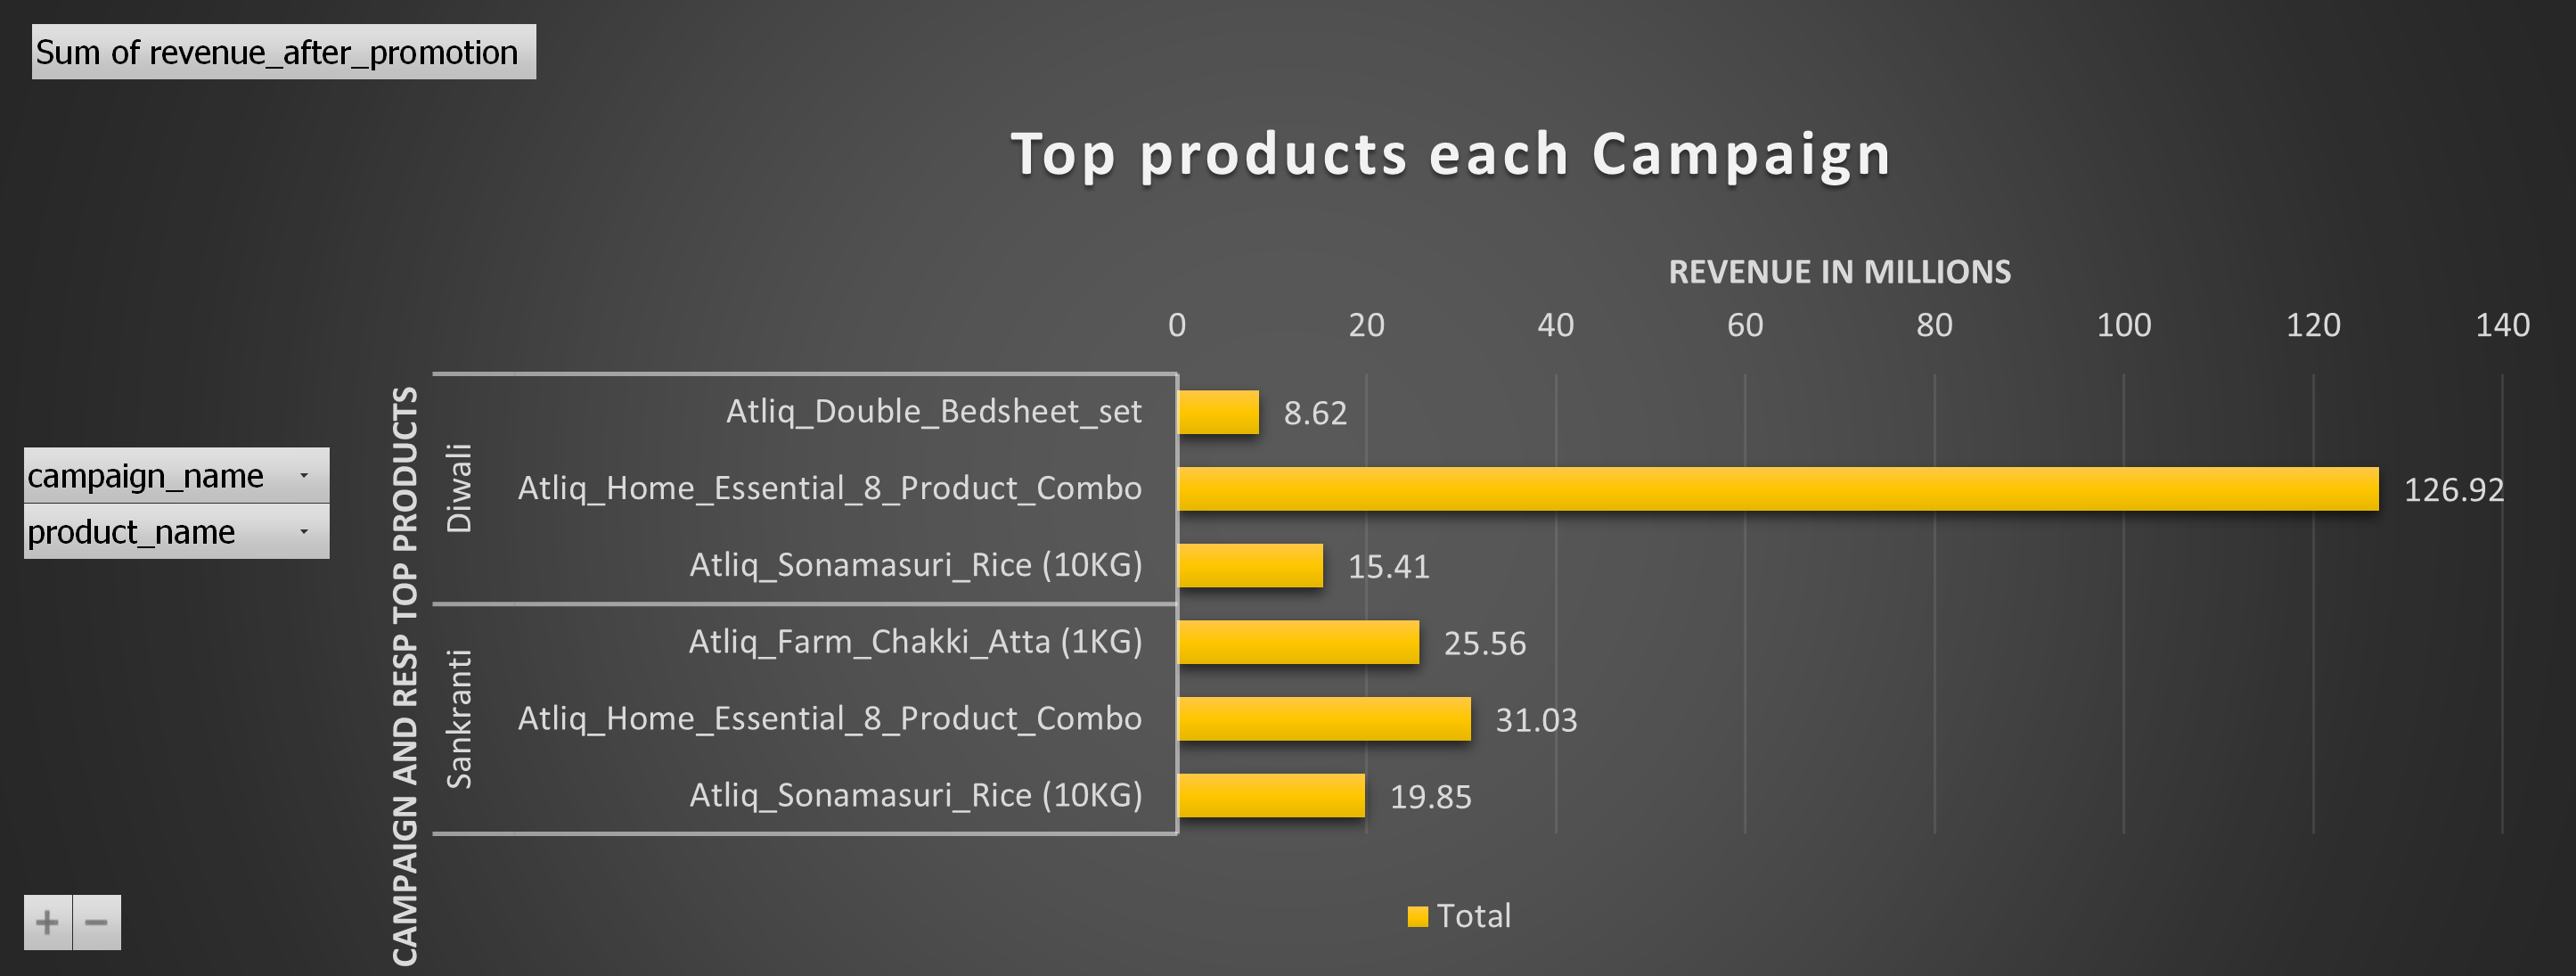 Sum of revenue_after_promotion
Top products each Campaign
REVENUE IN MILLIONS
0 20 40 60 80 100 120 140
campaign_name
product_name
CAMPAIGN AND RESP TOP PRODUCTS
Diwali
Atliq_Double_Bedsheet_set 8.62
Atliq_Home_Essential_8_Product_Combo 126.92
Atliq_Sonamasuri_Rice (10KG) 15.41
Sankranti
Atliq_Farm_Chakki_Atta (1KG) 25.56
Atliq_Home_Essential_8_Product_Combo 31.03
Atliq_Sonamasuri_Rice (10KG) 19.85
Total
+ −